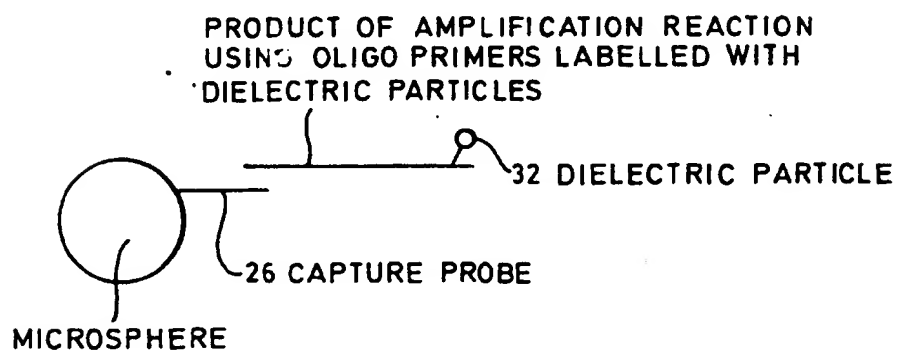 PRODUCT OF AMPLIFICATION REACTION
USING OLIGO PRIMERS LABELLED WITH
DIELECTRIC PARTICLES
32 DIELECTRIC PARTICLE
26 CAPTURE PROBE
MICROSPHERE